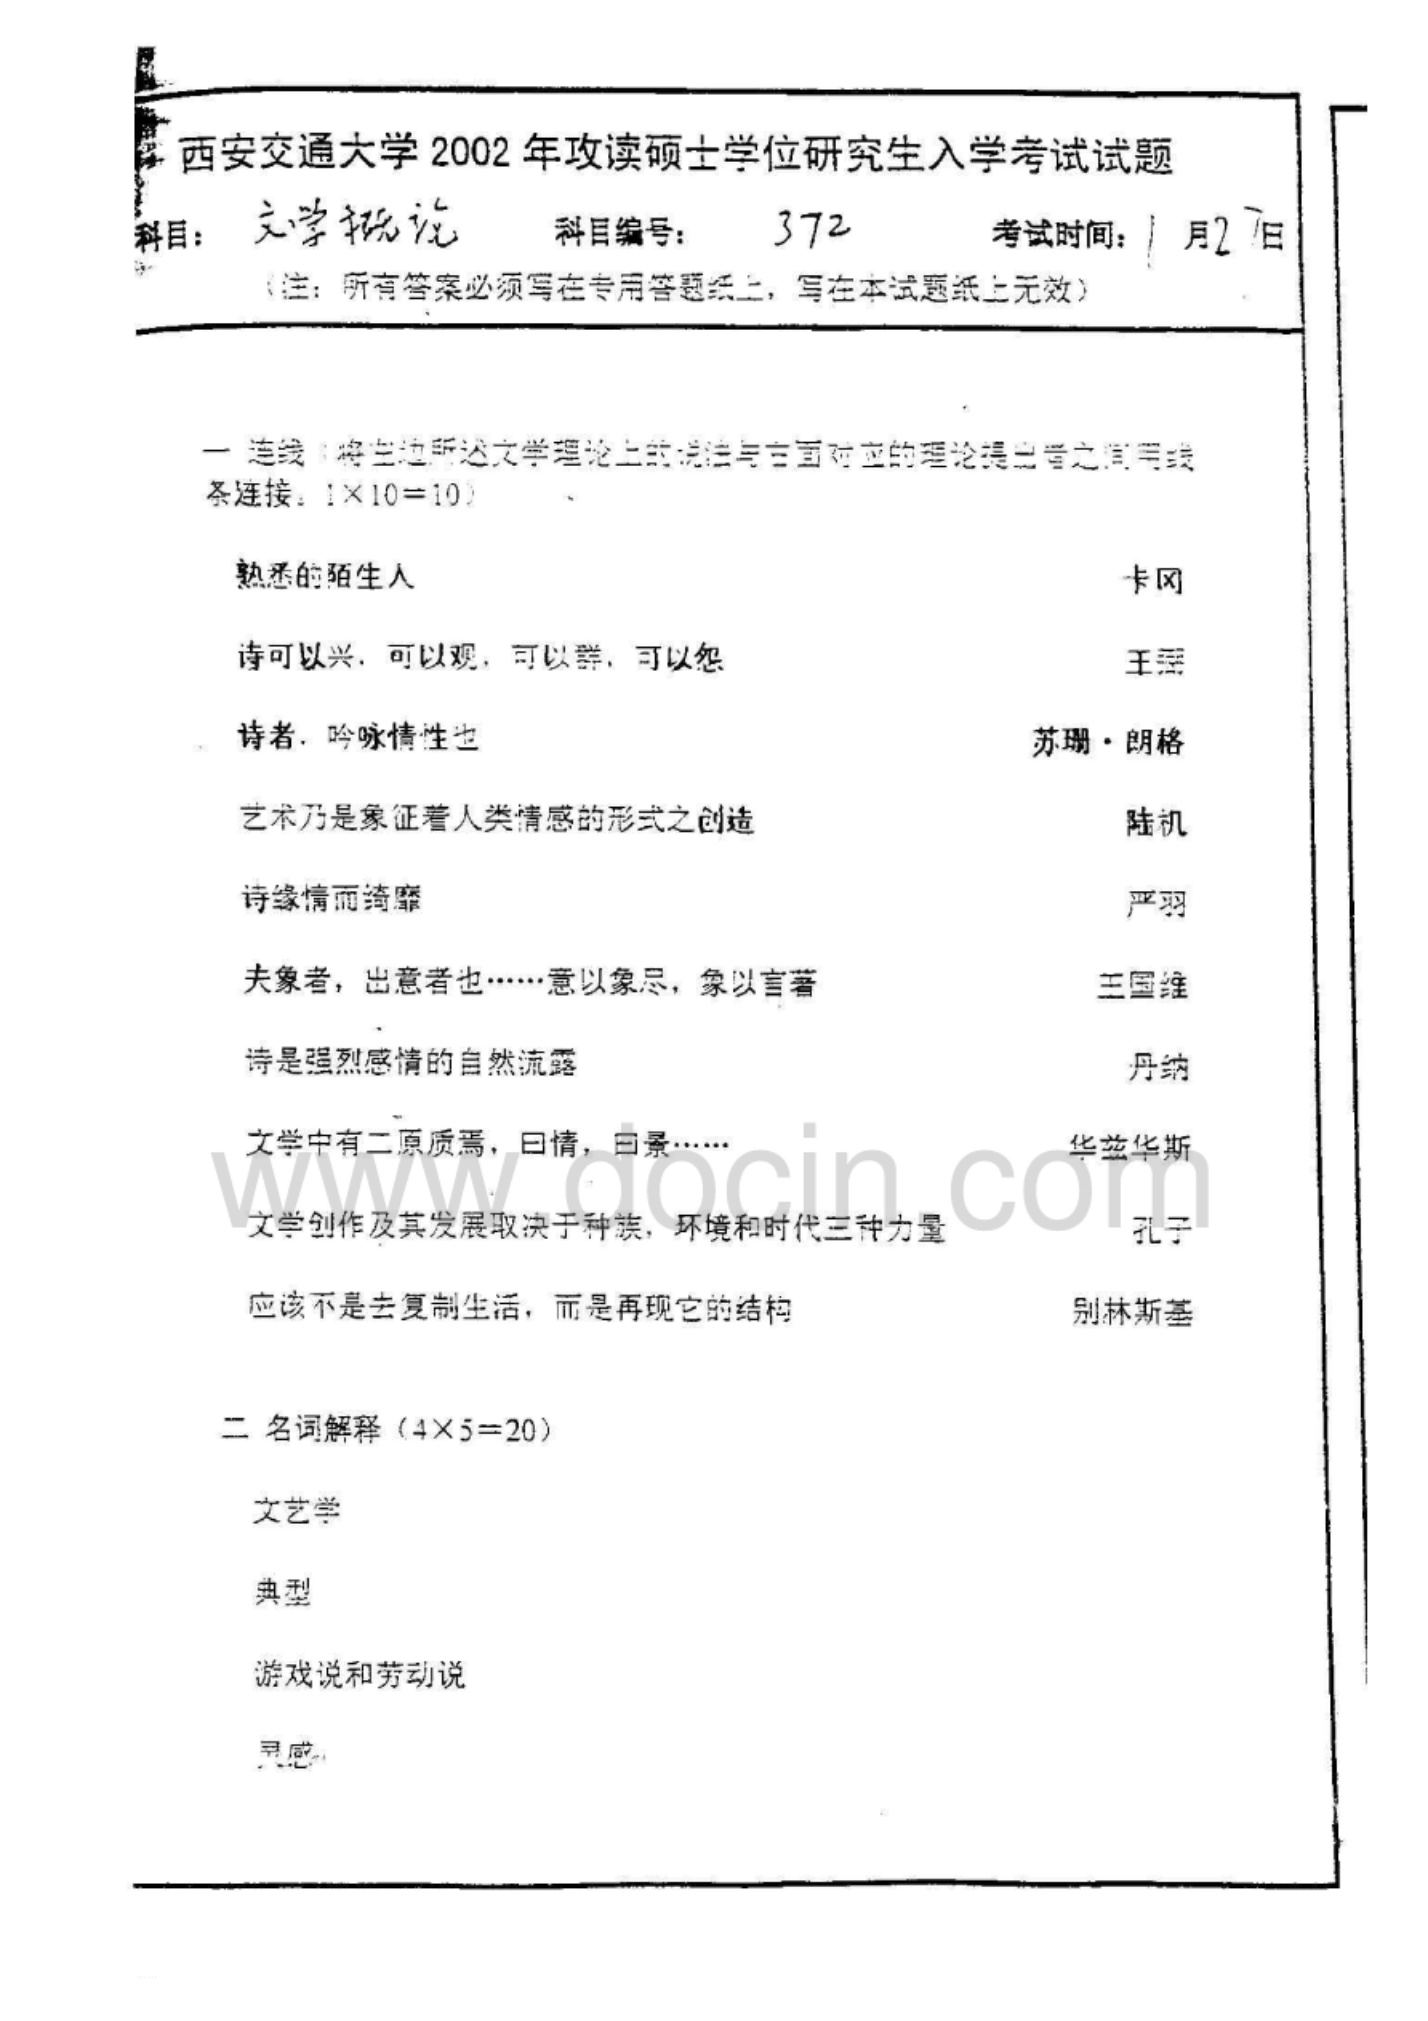 西安交通大学 2002 年攻读硕士学位研究生入学考试试题
科目: 文学概论 科目编号: 372 考试时间: 1 月 27 日
(注: 所有答案必须写在专用答题纸上, 写在本试题纸上无效)
一 连线(将左边所述文学理论上的说法与右面对应的理论提出者之间用线
条连接。1×10=10)
熟悉的陌生人 卡冈
诗可以兴, 可以观, 可以群, 可以怨 王弼
诗者, 吟咏情性也 苏珊·朗格
艺术乃是象征着人类情感的形式之创造 陆机
诗缘情而绮靡 严羽
夫象者, 出意者也……意以象尽, 象以言著 王国维
诗是强烈感情的自然流露 丹纳
文学中有二原质焉, 曰情, 曰景…… 华兹华斯
www.docin.com
文学创作及其发展取决于种族, 环境和时代三种力量 孔子
应该不是去复制生活, 而是再现它的结构 别林斯基
二 名词解释(4×5=20)
文艺学
典型
游戏说和劳动说
灵感